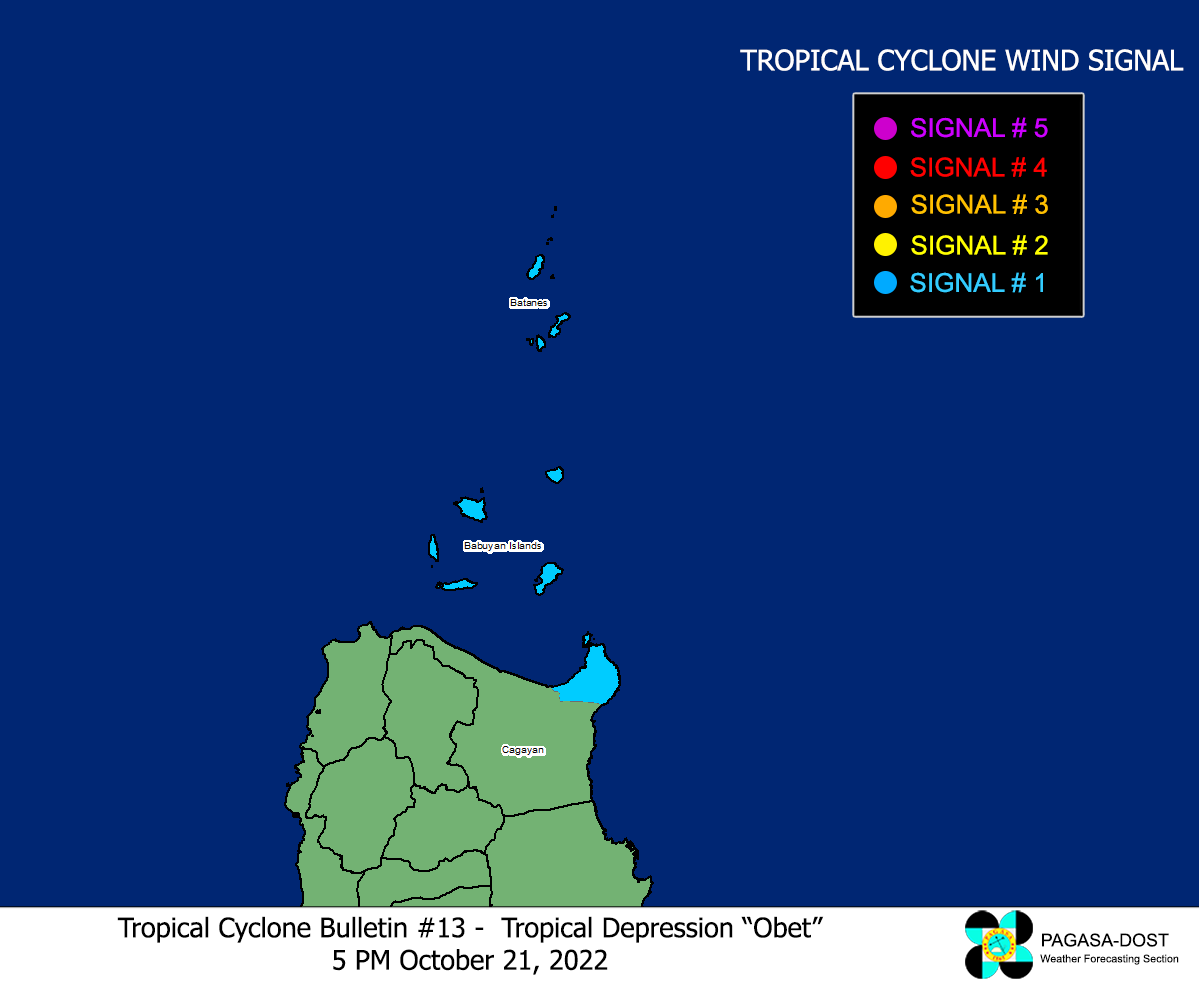 TROPICAL CYCLONE WIND SIGNAL
SIGNAL # 5
SIGNAL # 4
SIGNAL # 3
SIGNAL # 2
SIGNAL # 1
Batanes
Babuyan Islands
Cagayan
Tropical Cyclone Bulletin #13 - Tropical Depression “Obet”
5 PM October 21, 2022
PAGASA
PAGASA-DOST
Weather Forecasting Section